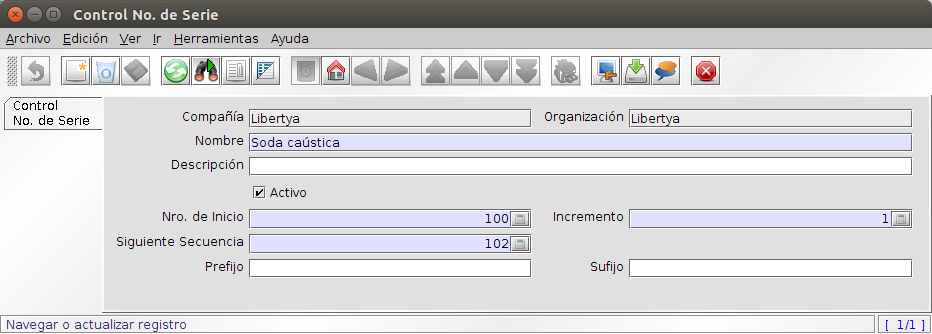 Control No. de Serie
Archivo Edición Ver Ir Herramientas Ayuda
Control
No. de Serie
Compañía Libertya Organización Libertya
Nombre Soda caústica
Descripción
Activo
Nro. de Inicio 100 Incremento 1
Siguiente Secuencia 102
Prefijo Sufijo
Navegar o actualizar registro [ 1/1 ]